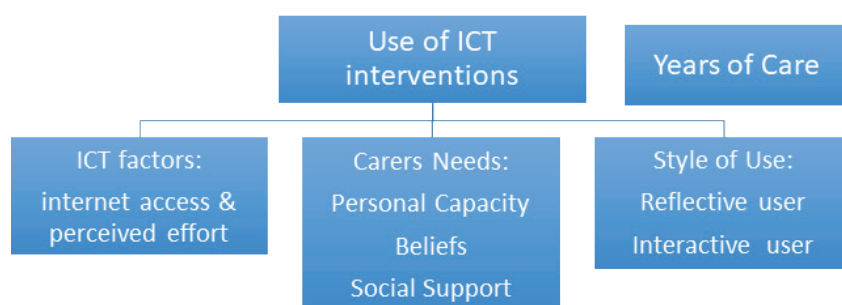 Use of ICT
interventions
Years of Care
ICT factors:
internet access &
perceived effort
Carers Needs:
Personal Capacity
Beliefs
Social Support
Style of Use:
Reflective user
Interactive user